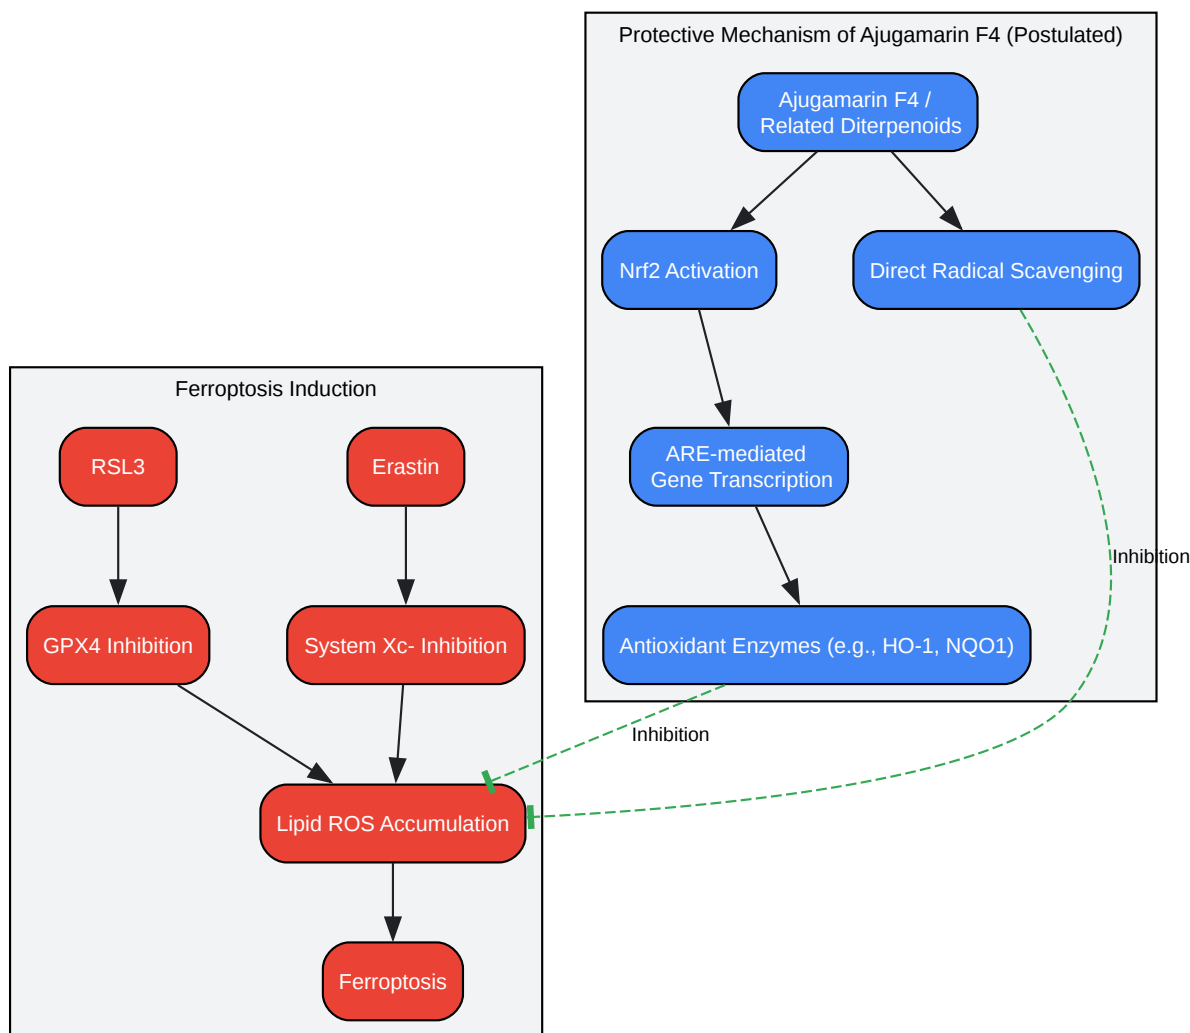 Protective Mechanism of Ajugamarin F4 (Postulated)
Ajugamarin F4 /
Related Diterpenoids
Nrf2 Activation
Direct Radical Scavenging
ARE-mediated
Gene Transcription
Antioxidant Enzymes (e.g., HO-1, NQO1)
Inhibition
Inhibition
Ferroptosis Induction
RSL3
Erastin
GPX4 Inhibition
System Xc- Inhibition
Lipid ROS Accumulation
Ferroptosis